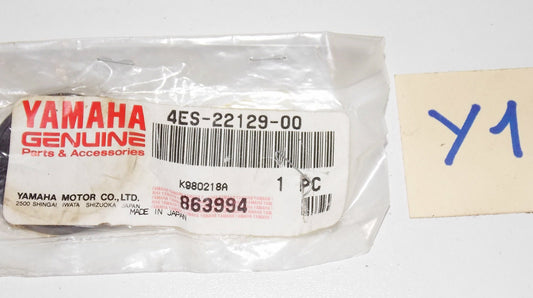 YAMAHA
GENUINE
Parts & Accessories
YAMAHA MOTOR CO.,LTD.
2500 SHINGAI IWATA SHIZUOKA JAPAN
4ES-22129-00
K980218A
1 PC
863994
MADE IN JAPAN
Y1